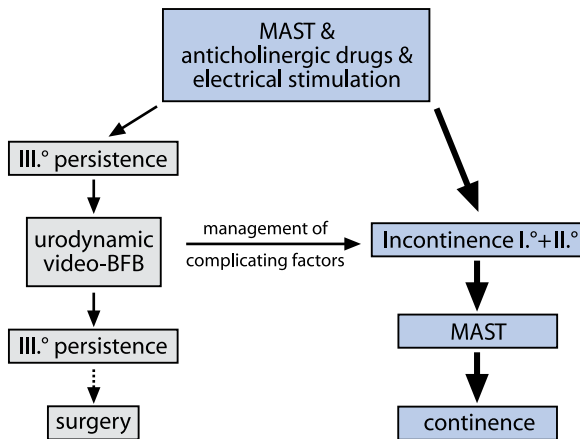 MAST &
anticholinergic drugs &
electrical stimulation
III.° persistence
urodynamic
video-BFB
management of
complicating factors
Incontinence I.°+II.°
III.° persistence
MAST
surgery
continence